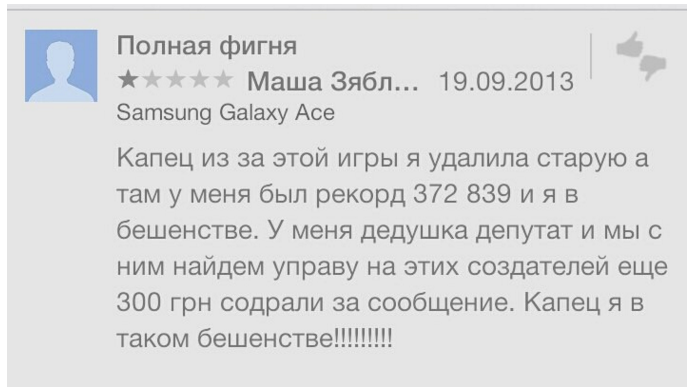 Полная фигня
Маша Зябл... 19.09.2013
Samsung Galaxy Ace
Капец из за этой игры я удалила старую а
там у меня был рекорд 372 839 и я в
бешенстве. У меня дедушка депутат и мы с
ним найдем управу на этих создателей еще
300 грн содрали за сообщение. Капец я в
таком бешенстве!!!!!!!!!